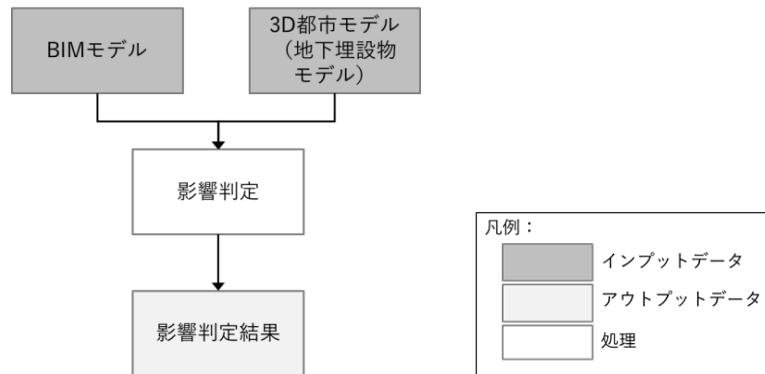 BIMモデル
3D都市モデル
（地下埋設物
モデル）
影響判定
影響判定結果
凡例：
インプットデータ
アウトプットデータ
処理